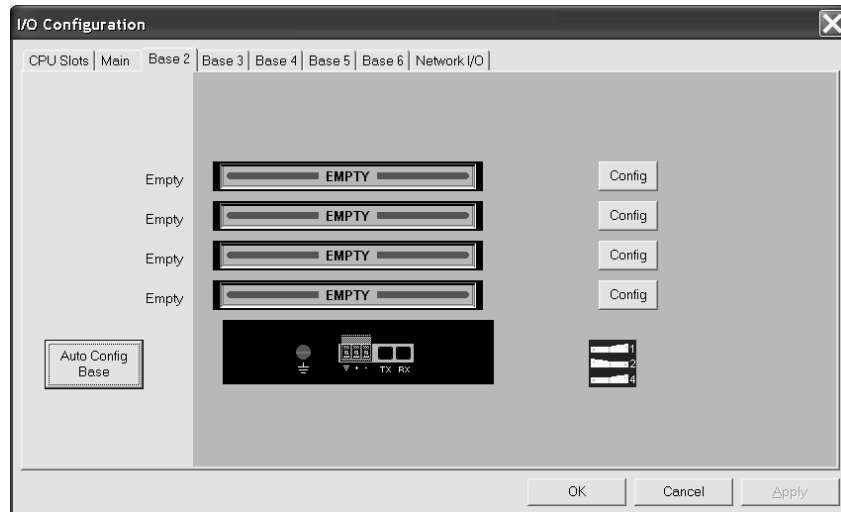 I/O Configuration
CPU Slots Main Base 2 Base 3 Base 4 Base 5 Base 6 Network I/O
Empty EMPTY Config
Empty EMPTY Config
Empty EMPTY Config
Empty EMPTY Config
Auto Config
Base
TX RX
1
2
4
OK Cancel Apply